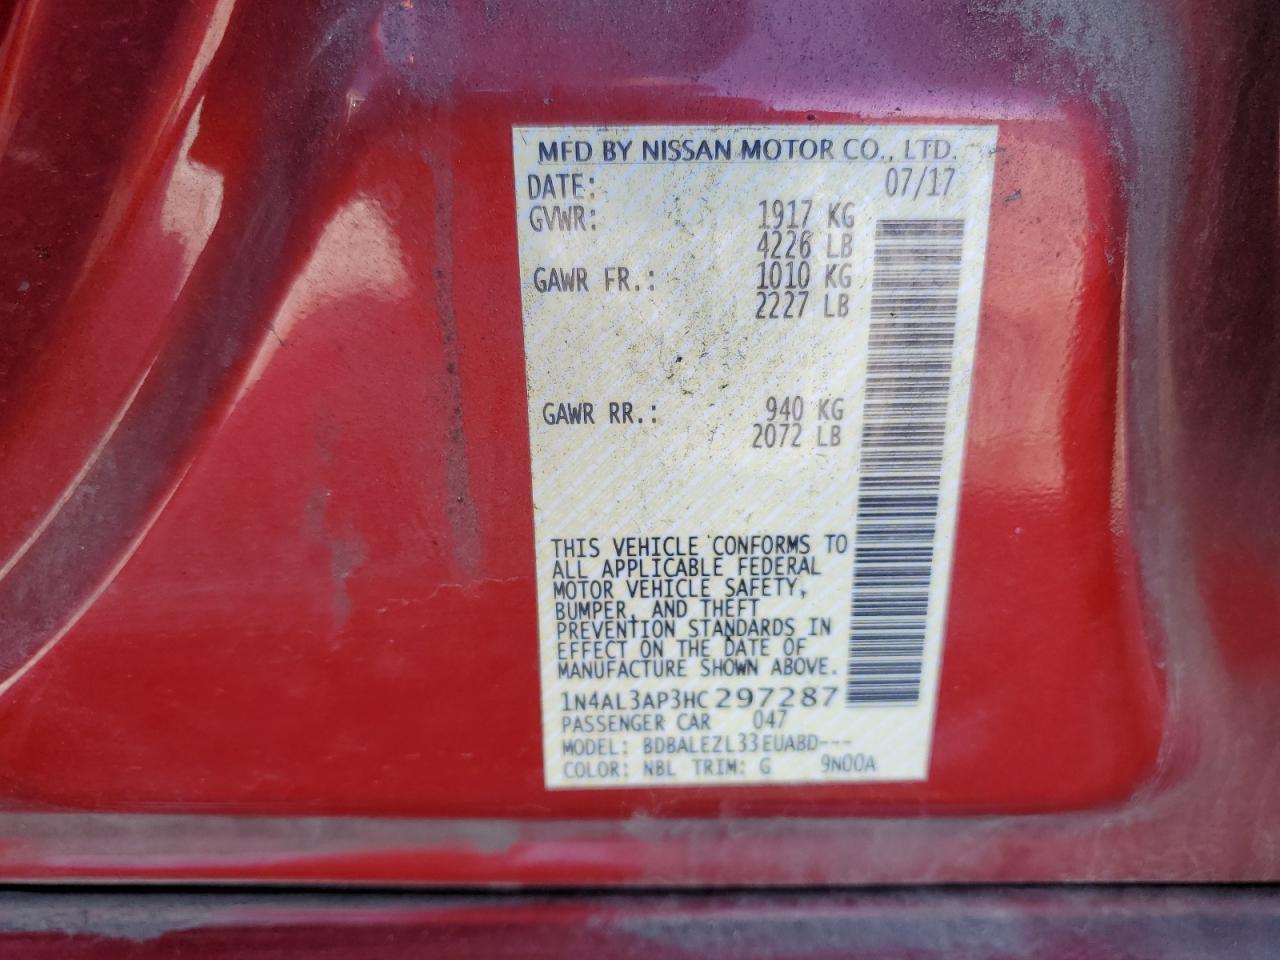 MFD BY NISSAN MOTOR CO., LTD.
DATE: 07/17
GVWR: 1917 KG
4226 LB
GAWR FR.: 1010 KG
2227 LB
GAWR RR.: 940 KG
2072 LB
THIS VEHICLE CONFORMS TO
ALL APPLICABLE FEDERAL
MOTOR VEHICLE SAFETY,
BUMPER, AND THEFT
PREVENTION STANDARDS IN
EFFECT ON THE DATE OF
MANUFACTURE SHOWN ABOVE.
1N4AL3AP3HC297287
PASSENGER CAR 047
MODEL: BDBALEZL33EUABD---
COLOR: NBL TRIM: G 9N00A